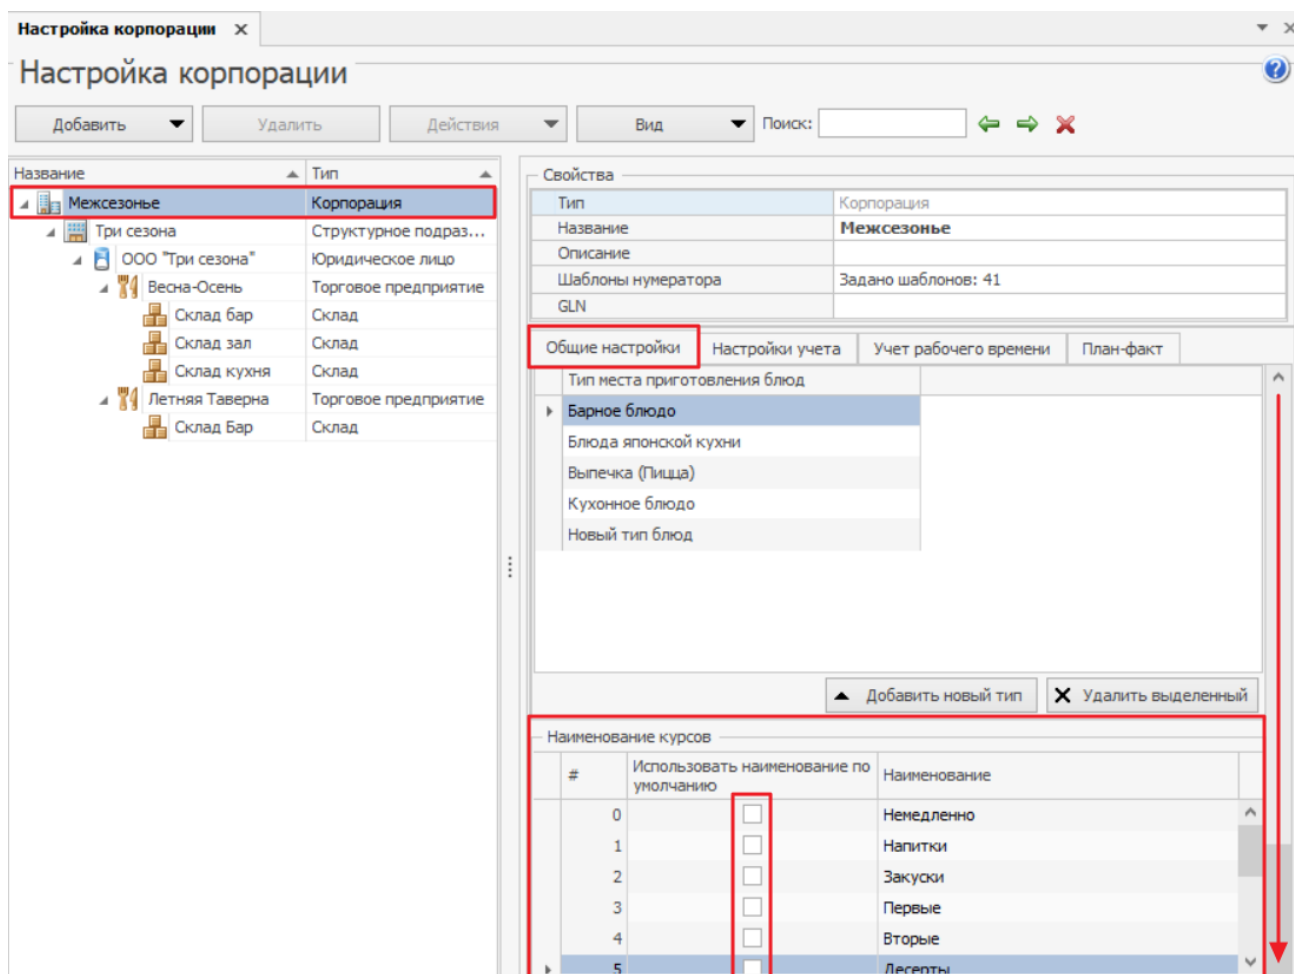 Настройка корпорации X
Настройка корпорации
Добавить Удалить Действия Вид Поиск:
Название Тип
Межсезонье Корпорация
Три сезона Структурное подраз...
ООО "Три сезона" Юридическое лицо
Весна-Осень Торговое предприятие
Склад бар Склад
Склад зал Склад
Склад кухня Склад
Летняя Таверна Торговое предприятие
Склад Бар Склад
Свойства
Тип Корпорация
Название Межсезонье
Описание
Шаблоны нумератора Задано шаблонов: 41
GLN
Общие настройки Настройки учета Учет рабочего времени План-факт
Тип места приготовления блюд
Барное блюдо
Блюда японской кухни
Выпечка (Пицца)
Кухонное блюдо
Новый тип блюд
Добавить новый тип Удалить выделенный
Наименование курсов
# Использовать наименование по умолчанию Наименование
0 Немедленно
1 Напитки
2 Закуски
3 Первые
4 Вторые
5 Десерты